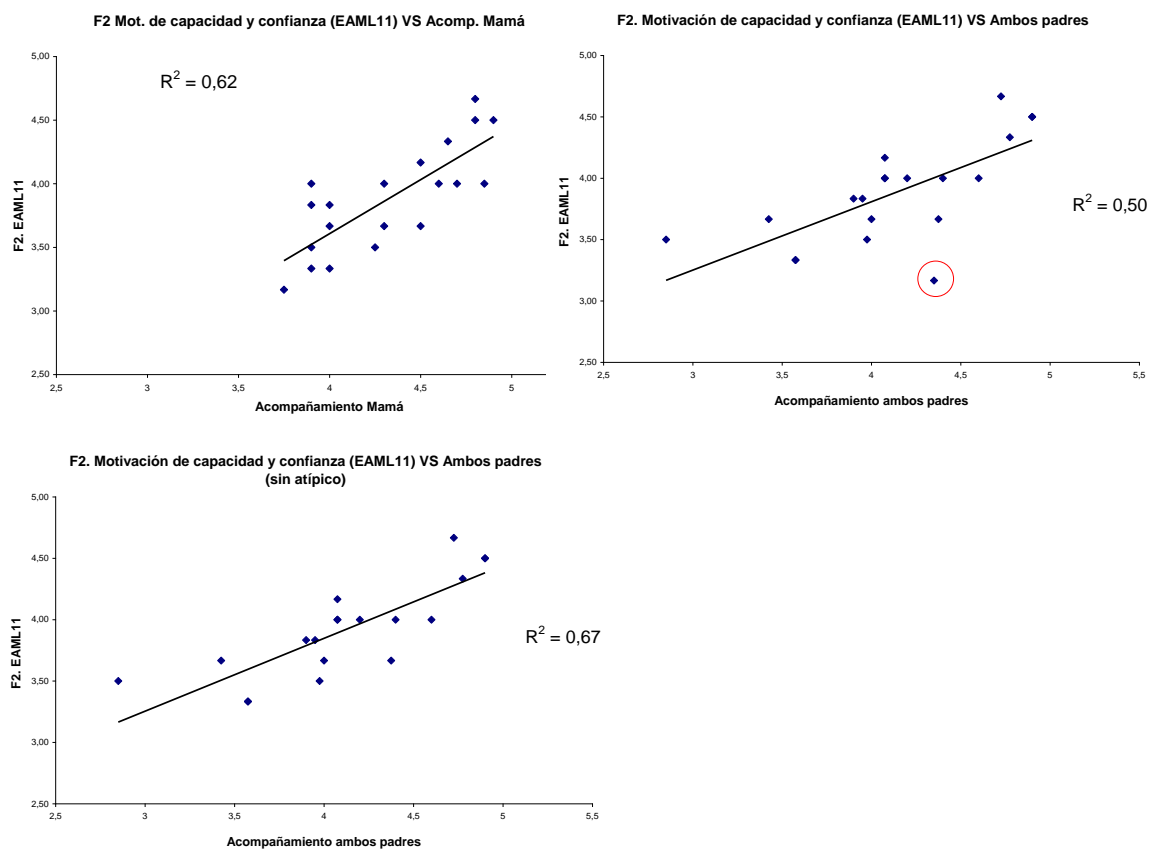 F2 Mot. de capacidad y confianza (EAML11) VS Acomp. Mamá
5,00
4,50
4,00
3,50
3,00
2,50
F2. EAML11
R² = 0,62
2,5 3 3,5 4 4,5 5
Acompañamiento Mamá
F2. Motivación de capacidad y confianza (EAML11) VS Ambos padres
5,00
4,50
4,00
3,50
3,00
2,50
F2. EAML11
R² = 0,50
2,5 3 3,5 4 4,5 5 5,5
Acompañamiento ambos padres
F2. Motivación de capacidad y confianza (EAML11) VS Ambos padres
(sin atípico)
5,00
4,50
4,00
3,50
3,00
2,50
F2. EAML11
R² = 0,67
2,5 3 3,5 4 4,5 5 5,5
Acompañamiento ambos padres